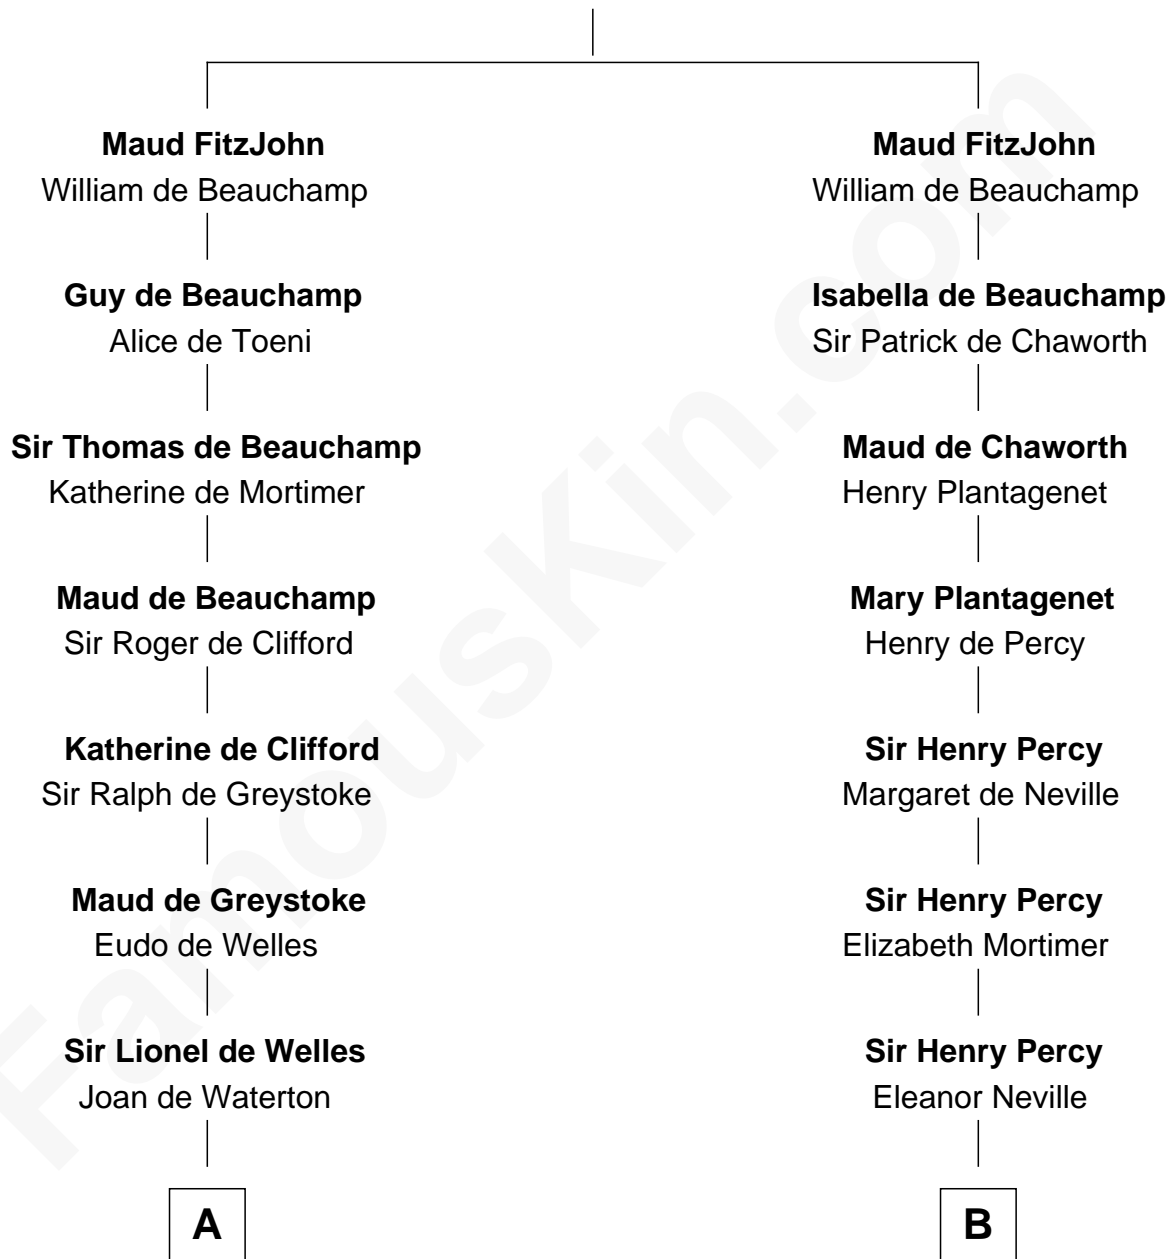 Maud FitzJohn
William de Beauchamp
Guy de Beauchamp
Alice de Toeni
Sir Thomas de Beauchamp
Katherine de Mortimer
Maud de Beauchamp
Sir Roger de Clifford
Katherine de Clifford
Sir Ralph de Greystoke
Maud de Greystoke
Eudo de Welles
Sir Lionel de Welles
Joan de Waterton
A
Maud FitzJohn
William de Beauchamp
Isabella de Beauchamp
Sir Patrick de Chaworth
Maud de Chaworth
Henry Plantagenet
Mary Plantagenet
Henry de Percy
Sir Henry Percy
Margaret de Neville
Sir Henry Percy
Elizabeth Mortimer
Sir Henry Percy
Eleanor Neville
B
FamousKin.com